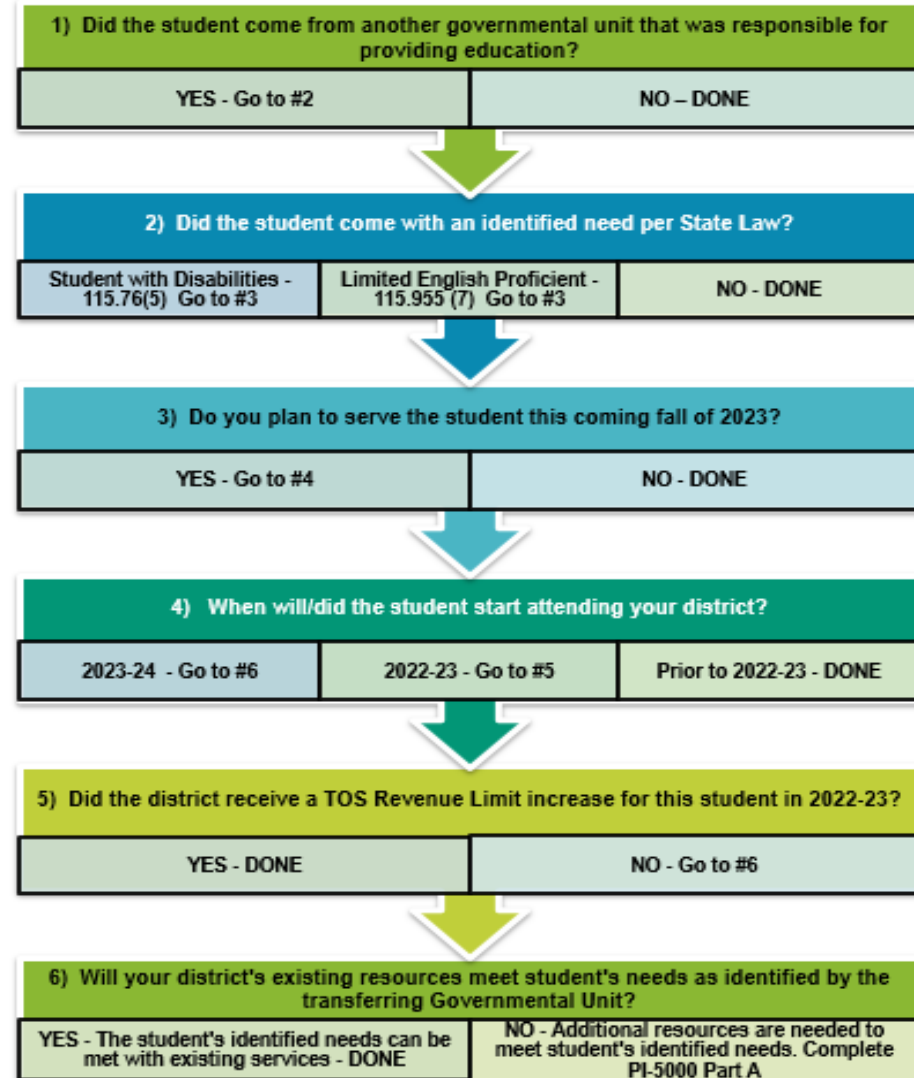 1) Did the student come from another governmental unit that was responsible for
providing education?
YES - Go to #2
NO – DONE
2) Did the student come with an identified need per State Law?
Student with Disabilities -
115.76(5) Go to #3
Limited English Proficient -
115.955 (7) Go to #3
NO - DONE
3) Do you plan to serve the student this coming fall of 2023?
YES - Go to #4
NO - DONE
4) When will/did the student start attending your district?
2023-24 - Go to #6
2022-23 - Go to #5
Prior to 2022-23 - DONE
5) Did the district receive a TOS Revenue Limit increase for this student in 2022-23?
YES - DONE
NO - Go to #6
6) Will your district's existing resources meet student's needs as identified by the
transferring Governmental Unit?
YES - The student's identified needs can be
met with existing services - DONE
NO - Additional resources are needed to
meet student's identified needs. Complete
PI-5000 Part A